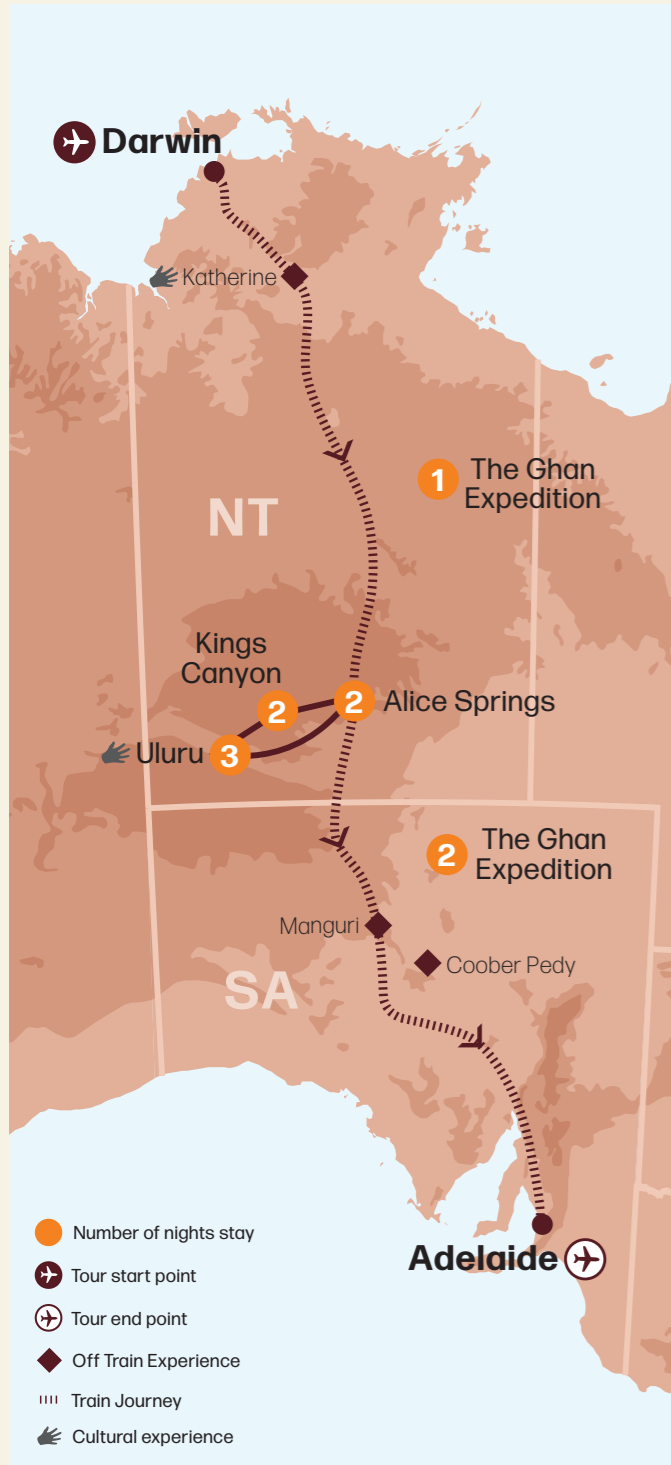 Darwin
Katherine
1
The Ghan
Expedition
NT
Kings
Canyon
2
2
Alice Springs
Uluru
3
2
The Ghan
Expedition
Manguri
Coober Pedy
SA
Adelaide
Number of nights stay
Tour start point
Tour end point
Off Train Experience
Train Journey
Cultural experience